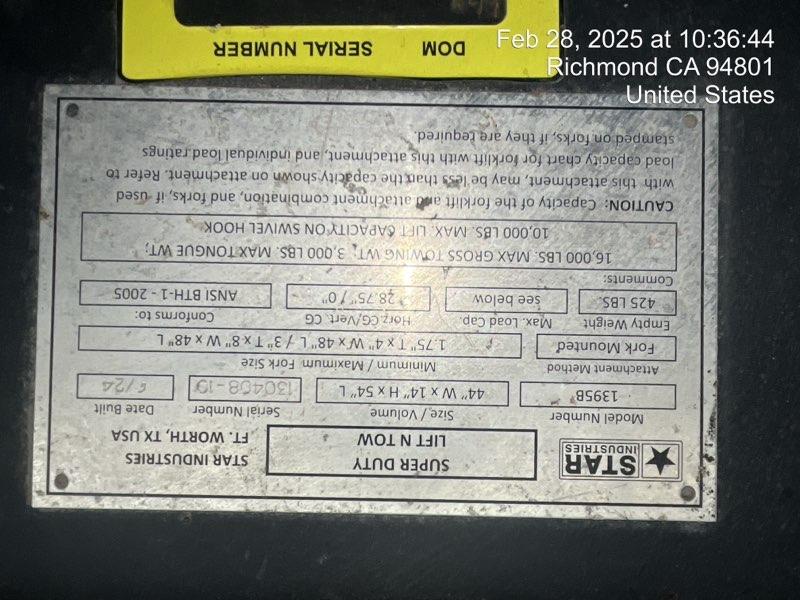 Feb 28, 2025 at 10:36:44
Richmond CA 94801
United States
STAR
INDUSTRIES
SUPER DUTY
LIFT N TOW
STAR INDUSTRIES
FT. WORTH, TX USA
Model Number Size, / Volume Serial Number Date Built
1395B 44" W x 14" H x 54" L 130408-10 6/24
Attachment Method Minimum / Maximum Fork Size
Fork Mounted 1.75" T x 4" W x 48" L / 3" T x 8" W x 48" L
Empty Weight Max. Load Cap. Horz.CG/Vert. CG Conforms to:
425 LBS. see below 28.75" / 0" ANSI BTH-1 - 2005
Comments:
16,000 LBS. MAX GROSS TOWING WT; 3,000 LBS. MAX TONGUE WT;
10,000 LBS. MAX. LIFT CAPACITY ON SWIVEL HOOK
CAUTION: Capacity of the forklift and attachment combination, and forks, if used
with this attachment, may be less than the capacity shown on attachment. Refer to
load capacity chart for forklift with this attachment, and individual load ratings
stamped on forks, if they are required.
DOM SERIAL NUMBER